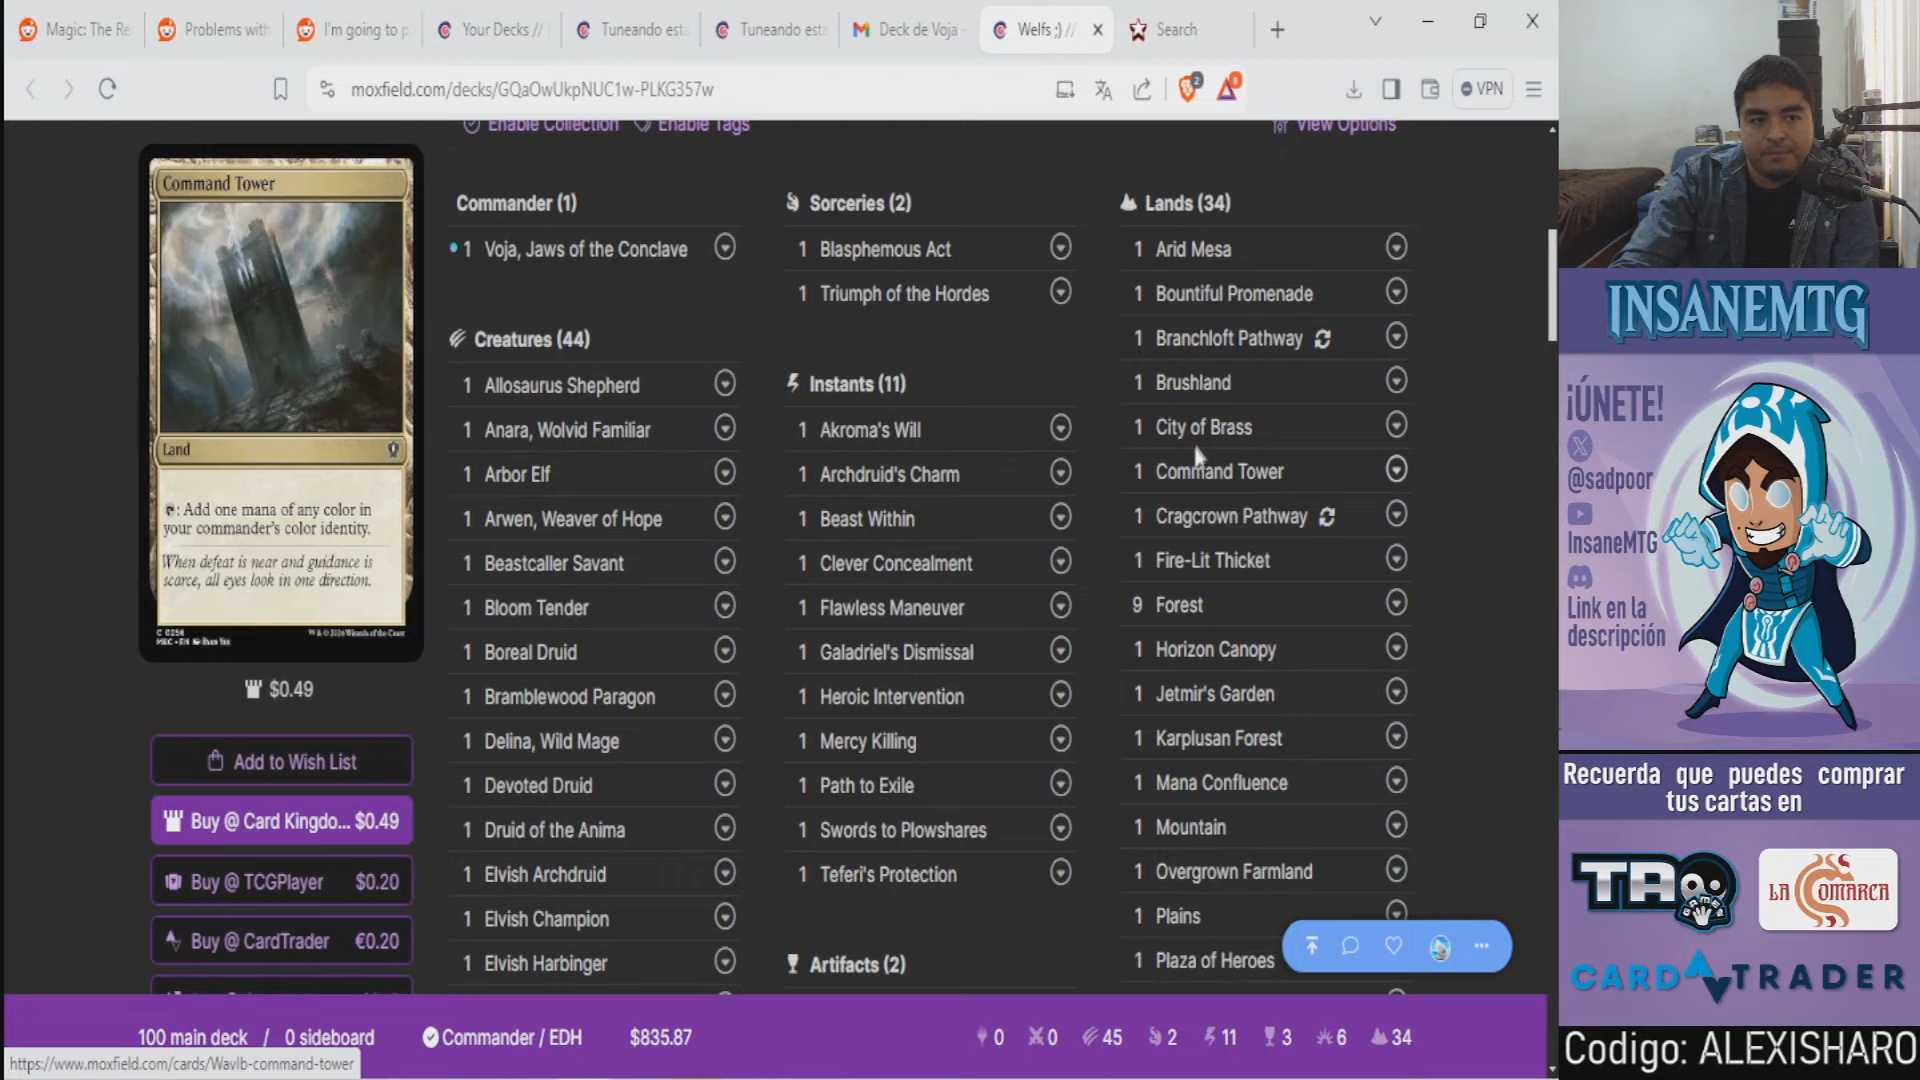 Magic: The Re
Problems with
I'm going to p
Your Decks //
Tuneando esta
Tuneando esta
Deck de Voja -
Welfs ;) //
Search
moxfield.com/decks/GQaOwUkpNUC1w-PLKG357w
2
8
VPN
Enable Collection
Enable Tags
View Options
Command Tower
Land
: Add one mana of any color in
your commander's color identity.
When defeat is near and guidance is
scarce, all eyes look in one direction.
C 0256
$0.49
Add to Wish List
Buy @ Card Kingdo... $0.49
Buy @ TCGPlayer $0.20
Buy @ CardTrader €0.20
Commander (1)
1 Voja, Jaws of the Conclave
Creatures (44)
1 Allosaurus Shepherd
1 Anara, Wolvid Familiar
1 Arbor Elf
1 Arwen, Weaver of Hope
1 Beastcaller Savant
1 Bloom Tender
1 Boreal Druid
1 Bramblewood Paragon
1 Delina, Wild Mage
1 Devoted Druid
1 Druid of the Anima
1 Elvish Archdruid
1 Elvish Champion
1 Elvish Harbinger
Sorceries (2)
1 Blasphemous Act
1 Triumph of the Hordes
Instants (11)
1 Akroma's Will
1 Archdruid's Charm
1 Beast Within
1 Clever Concealment
1 Flawless Maneuver
1 Galadriel's Dismissal
1 Heroic Intervention
1 Mercy Killing
1 Path to Exile
1 Swords to Plowshares
1 Teferi's Protection
Artifacts (2)
Lands (34)
1 Arid Mesa
1 Bountiful Promenade
1 Branchloft Pathway
1 Brushland
1 City of Brass
1 Command Tower
1 Cragcrown Pathway
1 Fire-Lit Thicket
9 Forest
1 Horizon Canopy
1 Jetmir's Garden
1 Karplusan Forest
1 Mana Confluence
1 Mountain
1 Overgrown Farmland
1 Plains
1 Plaza of Heroes
100 main deck / 0 sideboard
Commander / EDH
$835.87
0 0 45 2 11 3 6 34
https://www.moxfield.com/cards/Wavlb-command-tower
INSANEMTG
¡ÚNETE!
@sadpoor
InsaneMTG
Link en la
descripción
Recuerda que puedes comprar
tus cartas en
LA COMARCA
CARD TRADER
Codigo: ALEXISHARO